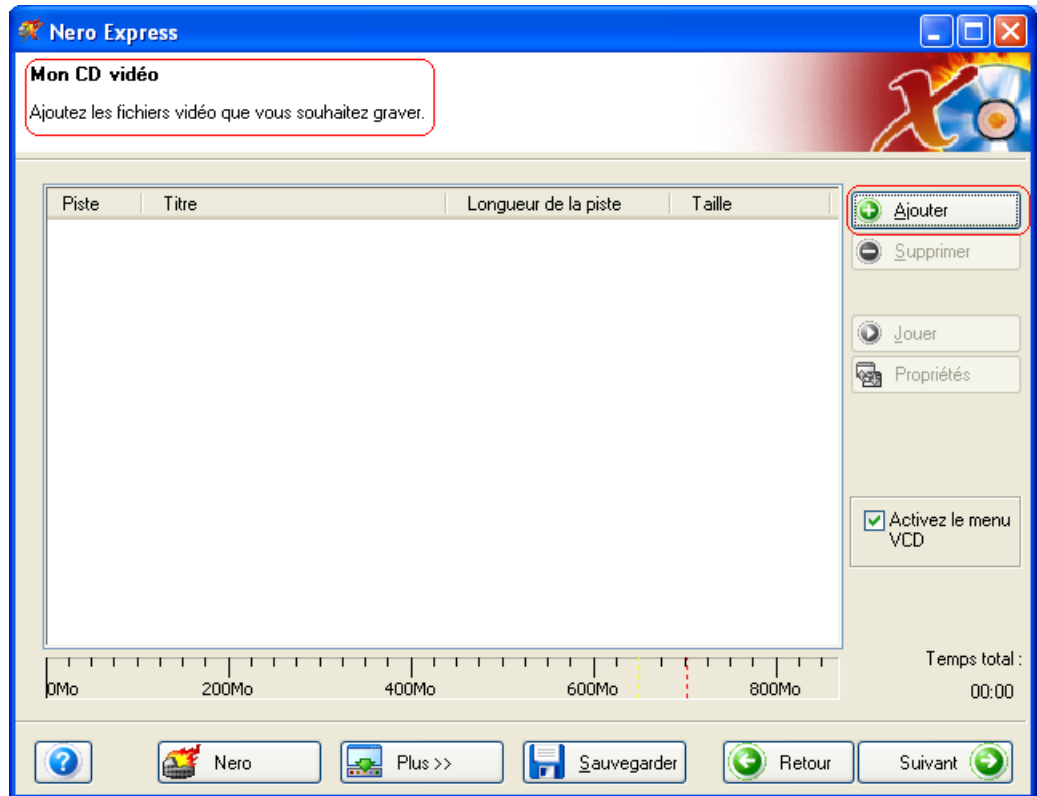 Nero Express
Mon CD vidéo
Ajoutez les fichiers vidéo que vous souhaitez graver.
Piste Titre Longueur de la piste Taille
Ajouter
Supprimer
Jouer
Propriétés
Activez le menu
VCD
0Mo 200Mo 400Mo 600Mo 800Mo
Temps total :
00:00
Nero Plus >> Sauvegarder Retour Suivant